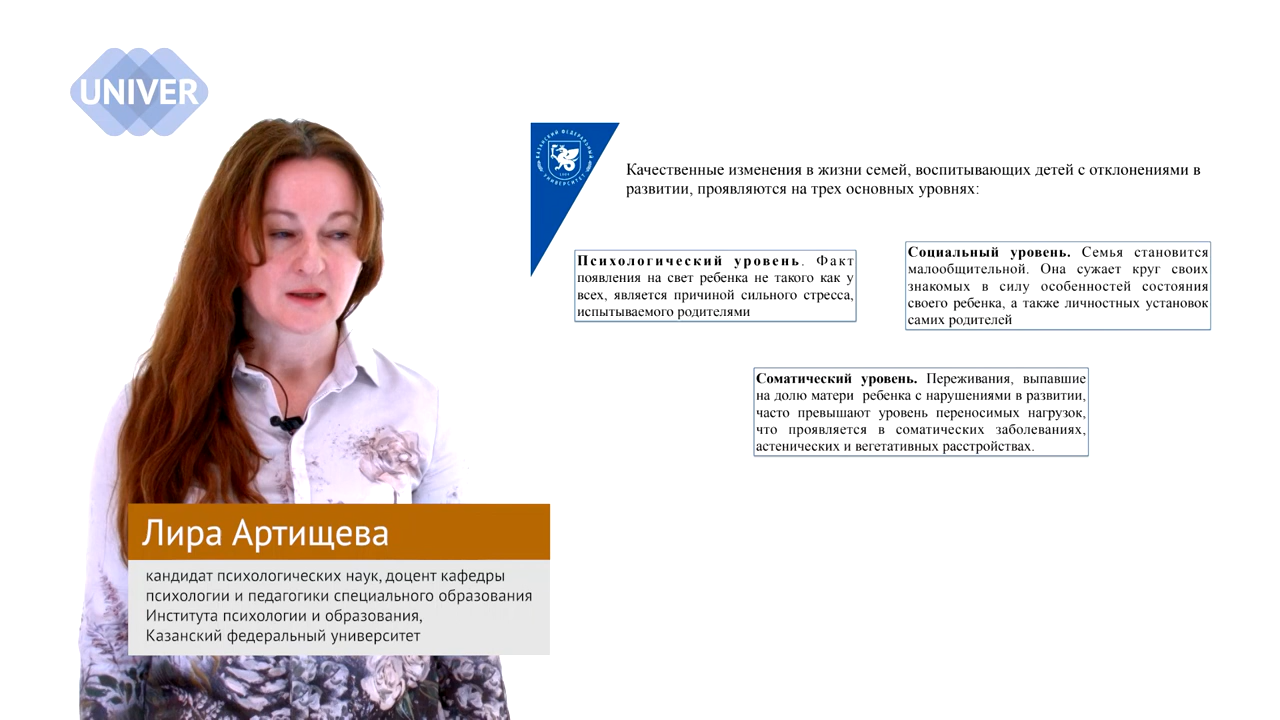 UNIVER
КАЗАНСКИЙ ФЕДЕРАЛЬНЫЙ УНИВЕРСИТЕТ
1804
Качественные изменения в жизни семей, воспитывающих детей с отклонениями в
развитии, проявляются на трех основных уровнях:
Психологический уровень. Факт
появления на свет ребенка не такого как у
всех, является причиной сильного стресса,
испытываемого родителями
Социальный уровень. Семья становится
малообщительной. Она сужает круг своих
знакомых в силу особенностей состояния
своего ребенка, а также личностных установок
самих родителей
Соматический уровень. Переживания, выпавшие
на долю матери ребенка с нарушениями в развитии,
часто превышают уровень переносимых нагрузок,
что проявляется в соматических заболеваниях,
астенических и вегетативных расстройствах.
Лира Артищева
кандидат психологических наук, доцент кафедры
психологии и педагогики специального образования
Института психологии и образования,
Казанский федеральный университет